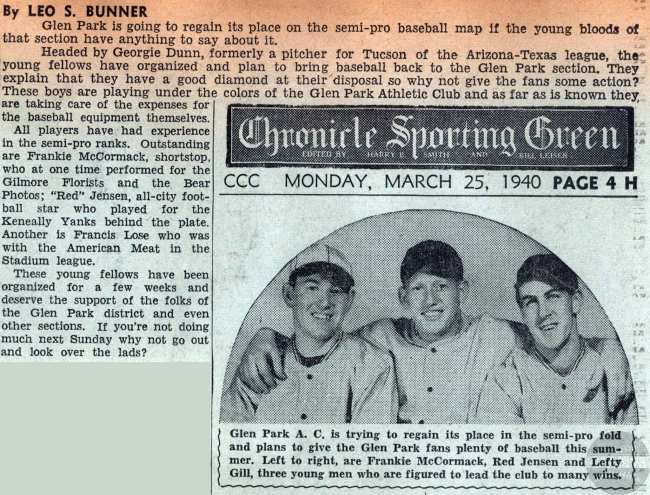 By LEO S. BUNNER
Glen Park is going to regain its place on the semi-pro baseball map if the young bloods of
that section have anything to say about it.
Headed by Georgie Dunn, formerly a pitcher for Tucson of the Arizona-Texas league, the
young fellows have organized and plan to bring baseball back to the Glen Park section. They
explain that they have a good diamond at their disposal so why not give the fans some action?
These boys are playing under the colors of the Glen Park Athletic Club and as far as is known they
are taking care of the expenses for
the baseball equipment themselves.
All players have had experience
in the semi-pro ranks. Outstanding
are Frankie McCormack, shortstop,
who at one time performed for the
Gilmore Florists and the Bear
Photos; "Red" Jensen, all-city foot-
ball star who played for the
Keneally Yanks behind the plate.
Another is Francis Lose who was
with the American Meat in the
Stadium league.
These young fellows have been
organized for a few weeks and
deserve the support of the folks of
the Glen Park district and even
other sections. If you're not doing
much next Sunday why not go out
and look over the lads?
Chronicle Sporting Green
EDITED BY HARRY B. SMITH AND BILL LEISER
CCC MONDAY, MARCH 25, 1940 PAGE 4 H
Glen Park A. C. is trying to regain its place in the semi-pro fold
and plans to give the Glen Park fans plenty of baseball this sum-
mer. Left to right, are Frankie McCormack, Red Jensen and Lefty
Gill, three young men who are figured to lead the club to many wins.